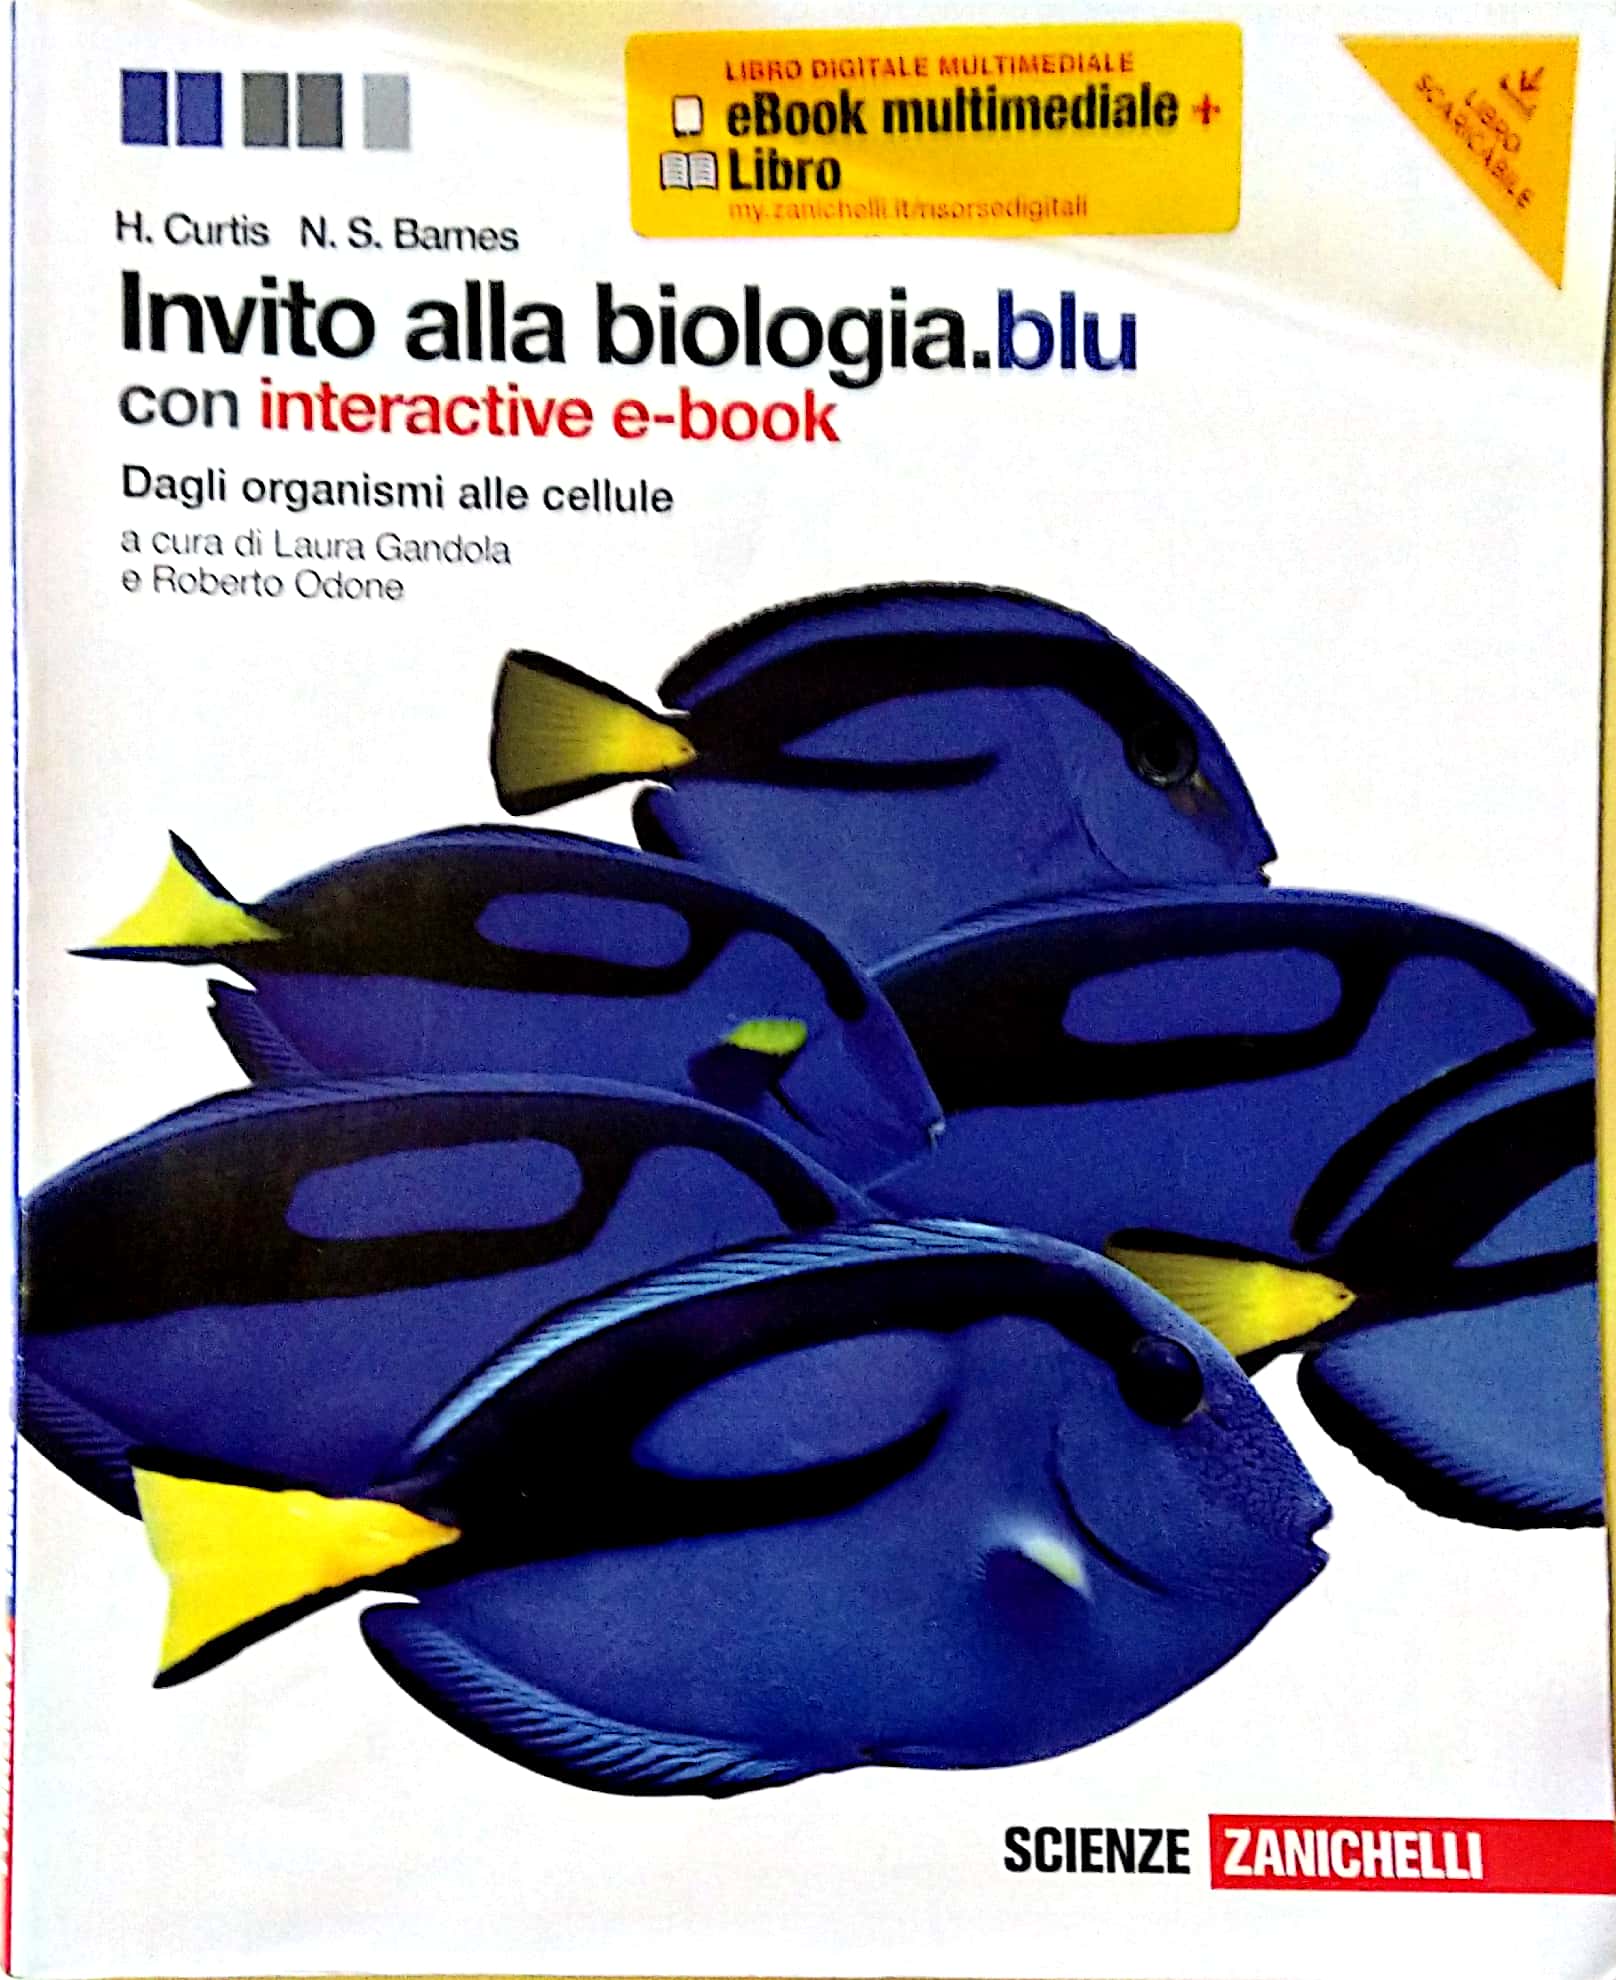 LIBRO DIGITALE MULTIMEDIALE
eBook multimediale +
Libro
my.zanichelli.it/risorsedigitali
LIBRO
SCARICABILE
H. Curtis N. S. Barnes
Invito alla biologia.blu
con interactive e-book
Dagli organismi alle cellule
a cura di Laura Gandola
e Roberto Odone
SCIENZE ZANICHELLI